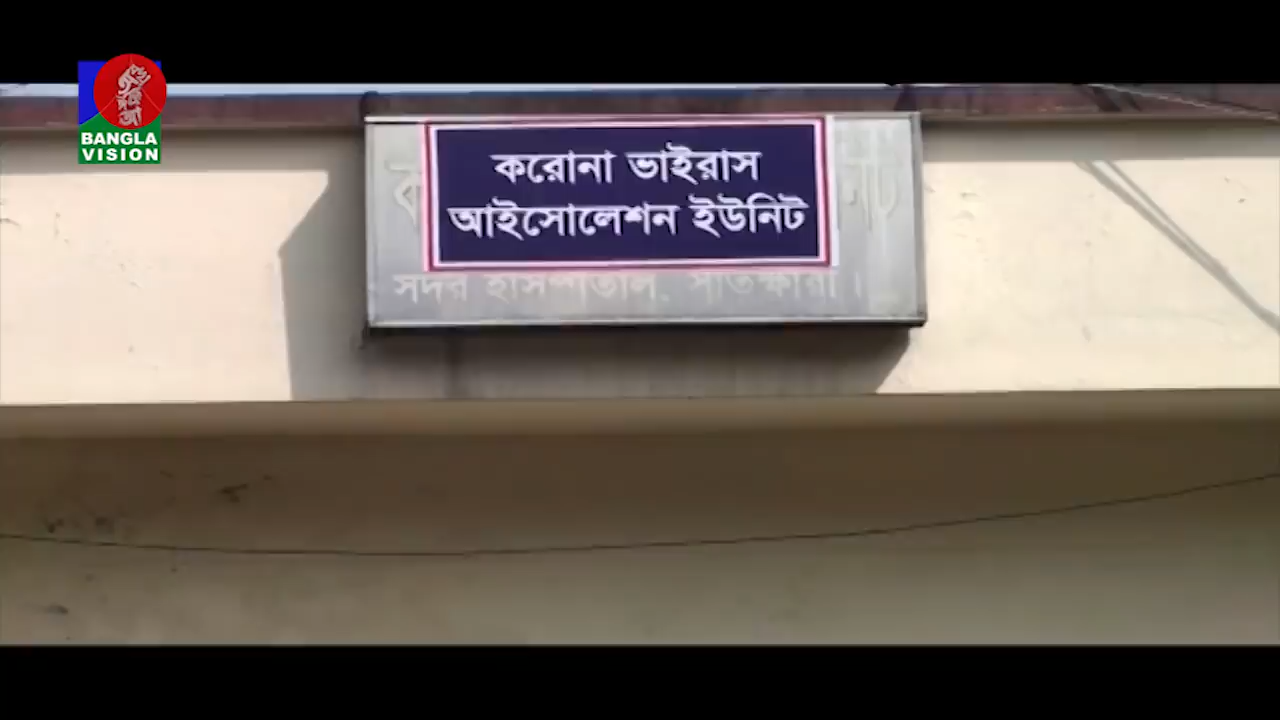 BANGLA
VISION
করোনা ভাইরাস
আইসোলেশন ইউনিট
সদর হাসপাতাল, সাতক্ষীরা।